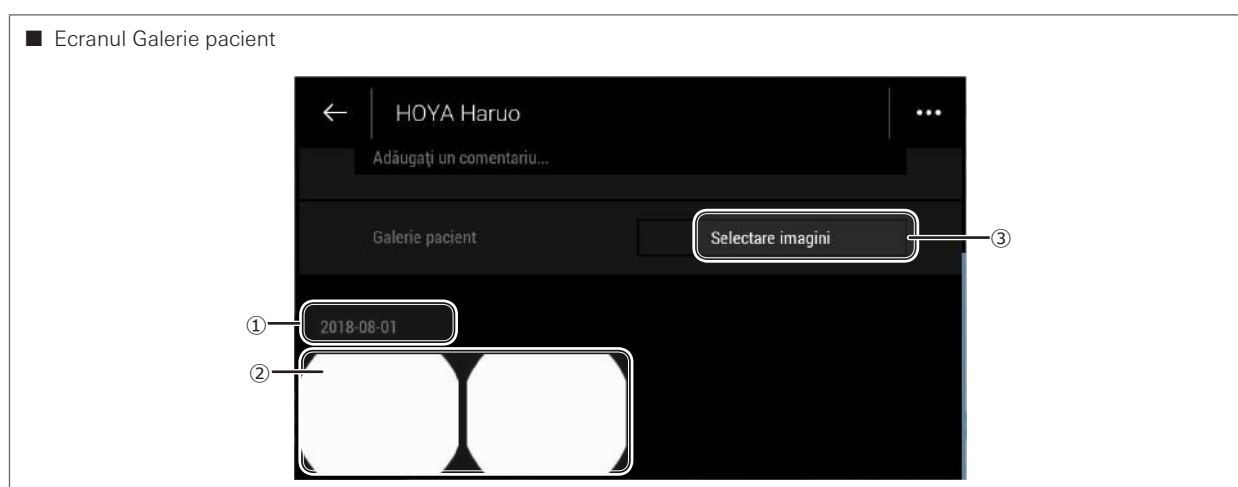 ■ Ecranul Galerie pacient
HOYA Haruo
Adăugați un comentariu...
Galerie pacient
Selectare imagini
③
①
2018-08-01
②